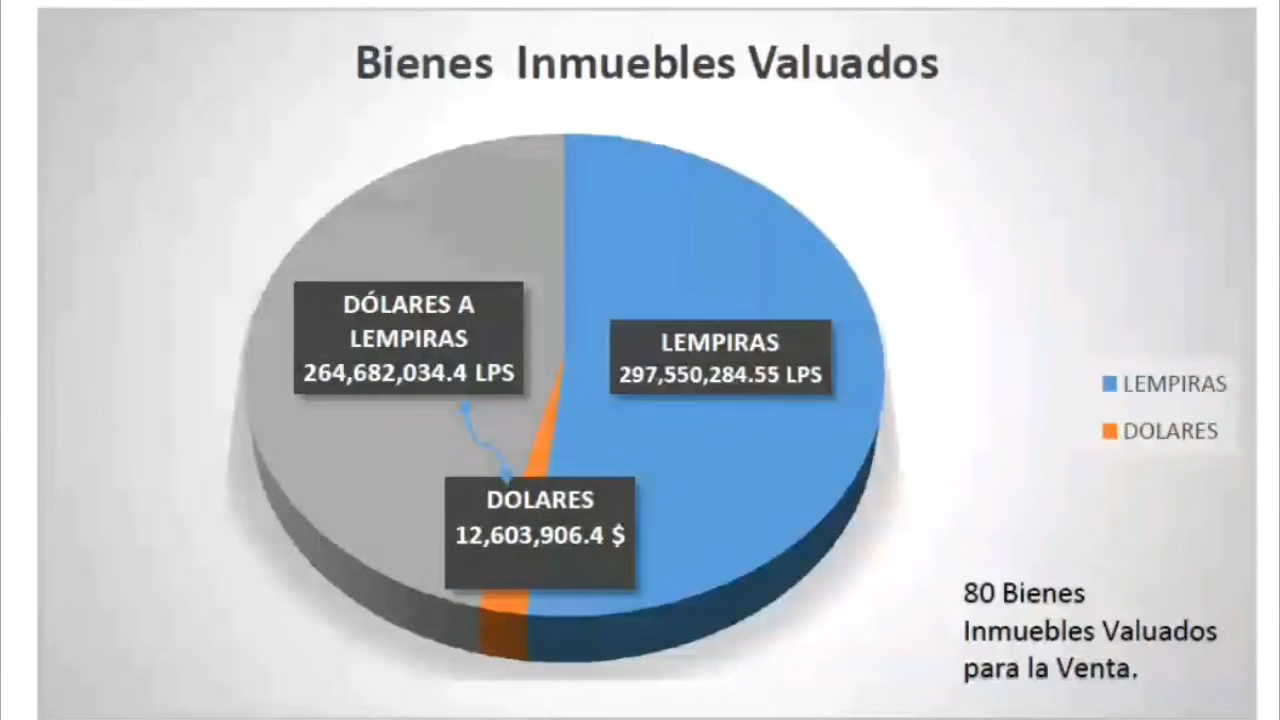 Bienes Inmuebles Valuados
DÓLARES A
LEMPIRAS
264,682,034.4 LPS
LEMPIRAS
297,550,284.55 LPS
DOLARES
12,603,906.4 $
LEMPIRAS
DOLARES
80 Bienes
Inmuebles Valuados
para la Venta.